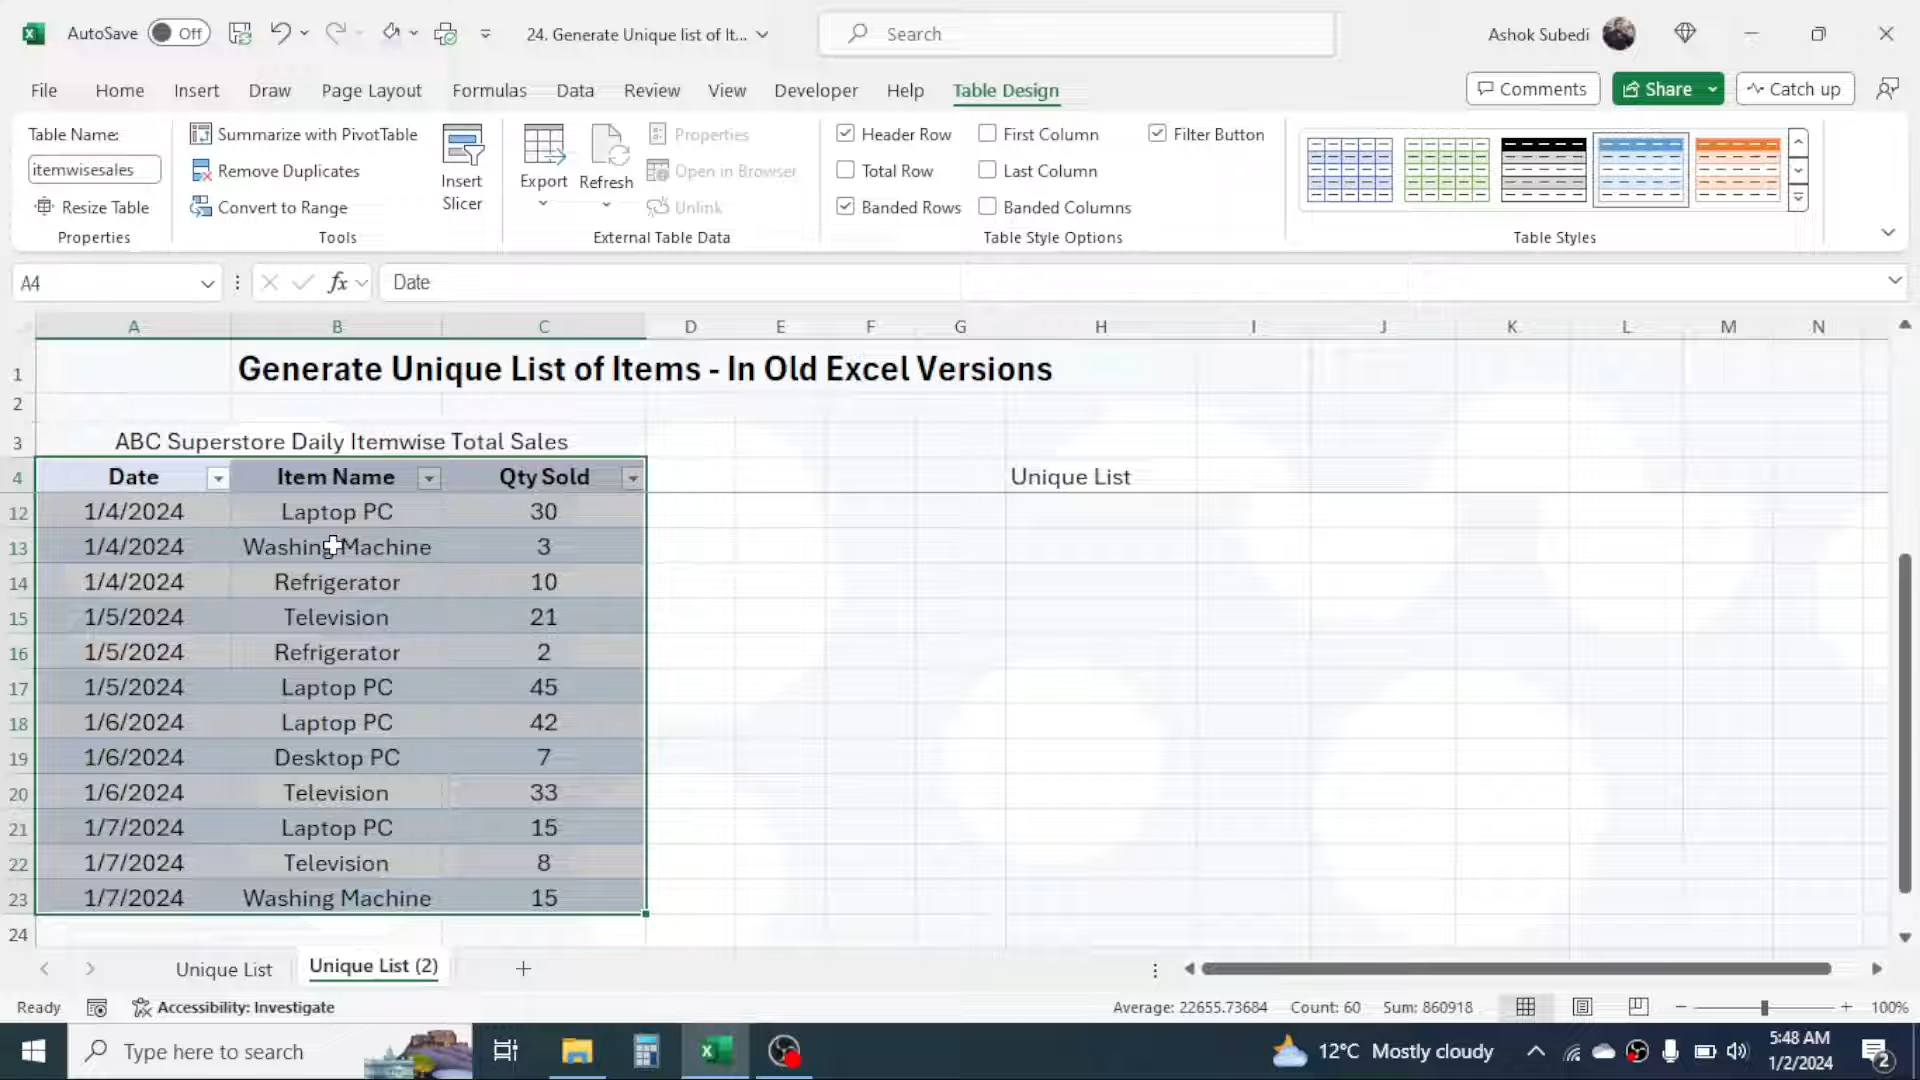 AutoSave Off 24. Generate Unique list of It... Search Ashok Subedi
File Home Insert Draw Page Layout Formulas Data Review View Developer Help Table Design Comments Share Catch up
Table Name:
itemwisesales
Resize Table
Properties
Summarize with PivotTable
Remove Duplicates
Convert to Range
Tools
Insert
Slicer
Export
Refresh
Properties
Open in Browser
Unlink
External Table Data
Header Row First Column Filter Button
Total Row Last Column
Banded Rows Banded Columns
Table Style Options
Table Styles
A4 fx Date
A B C D E F G H I J K L M N
1 Generate Unique List of Items - In Old Excel Versions
2
3 ABC Superstore Daily Itemwise Total Sales
4 Date Item Name Qty Sold Unique List
12 1/4/2024 Laptop PC 30
13 1/4/2024 Washing Machine 3
14 1/4/2024 Refrigerator 10
15 1/5/2024 Television 21
16 1/5/2024 Refrigerator 2
17 1/5/2024 Laptop PC 45
18 1/6/2024 Laptop PC 42
19 1/6/2024 Desktop PC 7
20 1/6/2024 Television 33
21 1/7/2024 Laptop PC 15
22 1/7/2024 Television 8
23 1/7/2024 Washing Machine 15
24
Unique List Unique List (2)
Ready Accessibility: Investigate Average: 22655.73684 Count: 60 Sum: 860918 100%
Type here to search 12°C Mostly cloudy 5:48 AM
1/2/2024 2